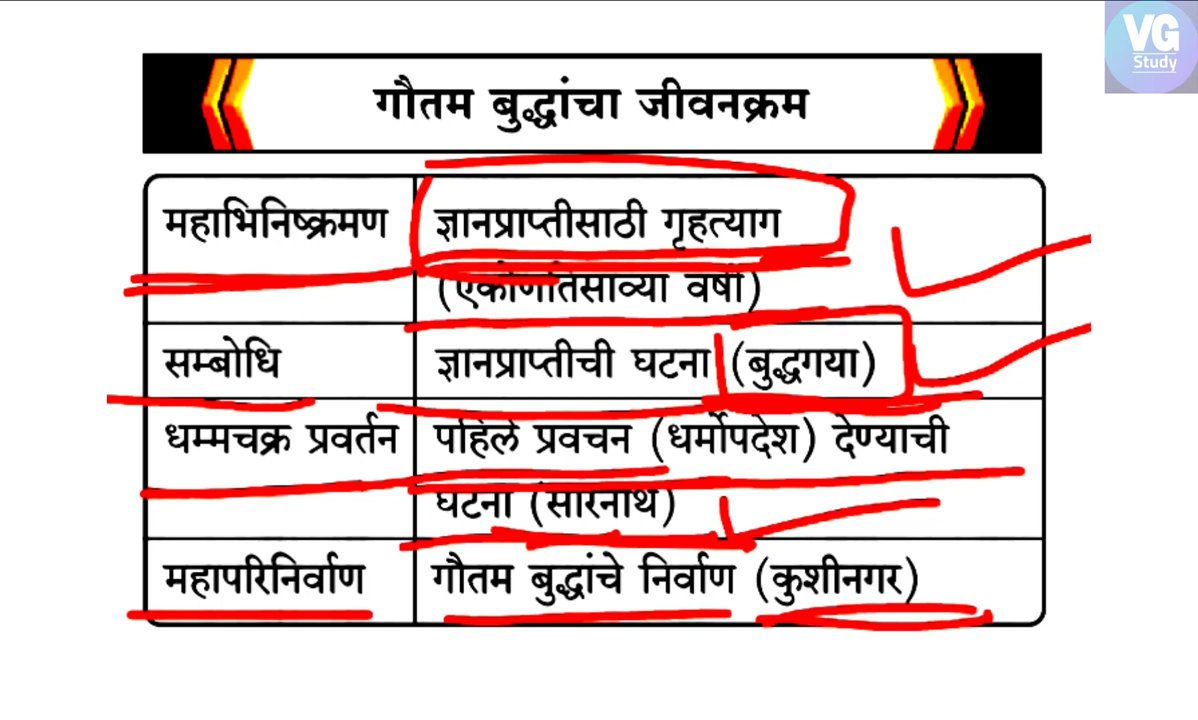 VG
Study
गौतम बुद्धांचा जीवनक्रम
महाभिनिष्क्रमण ज्ञानप्राप्तीसाठी गृहत्याग
(एकोणतिसाव्या वर्षी)
सम्बोधि ज्ञानप्राप्तीची घटना (बुद्धगया)
धम्मचक्र प्रवर्तन पहिले प्रवचन (धर्मोपदेश) देण्याची
घटना (सारनाथ)
महापरिनिर्वाण गौतम बुद्धांचे निर्वाण (कुशीनगर)